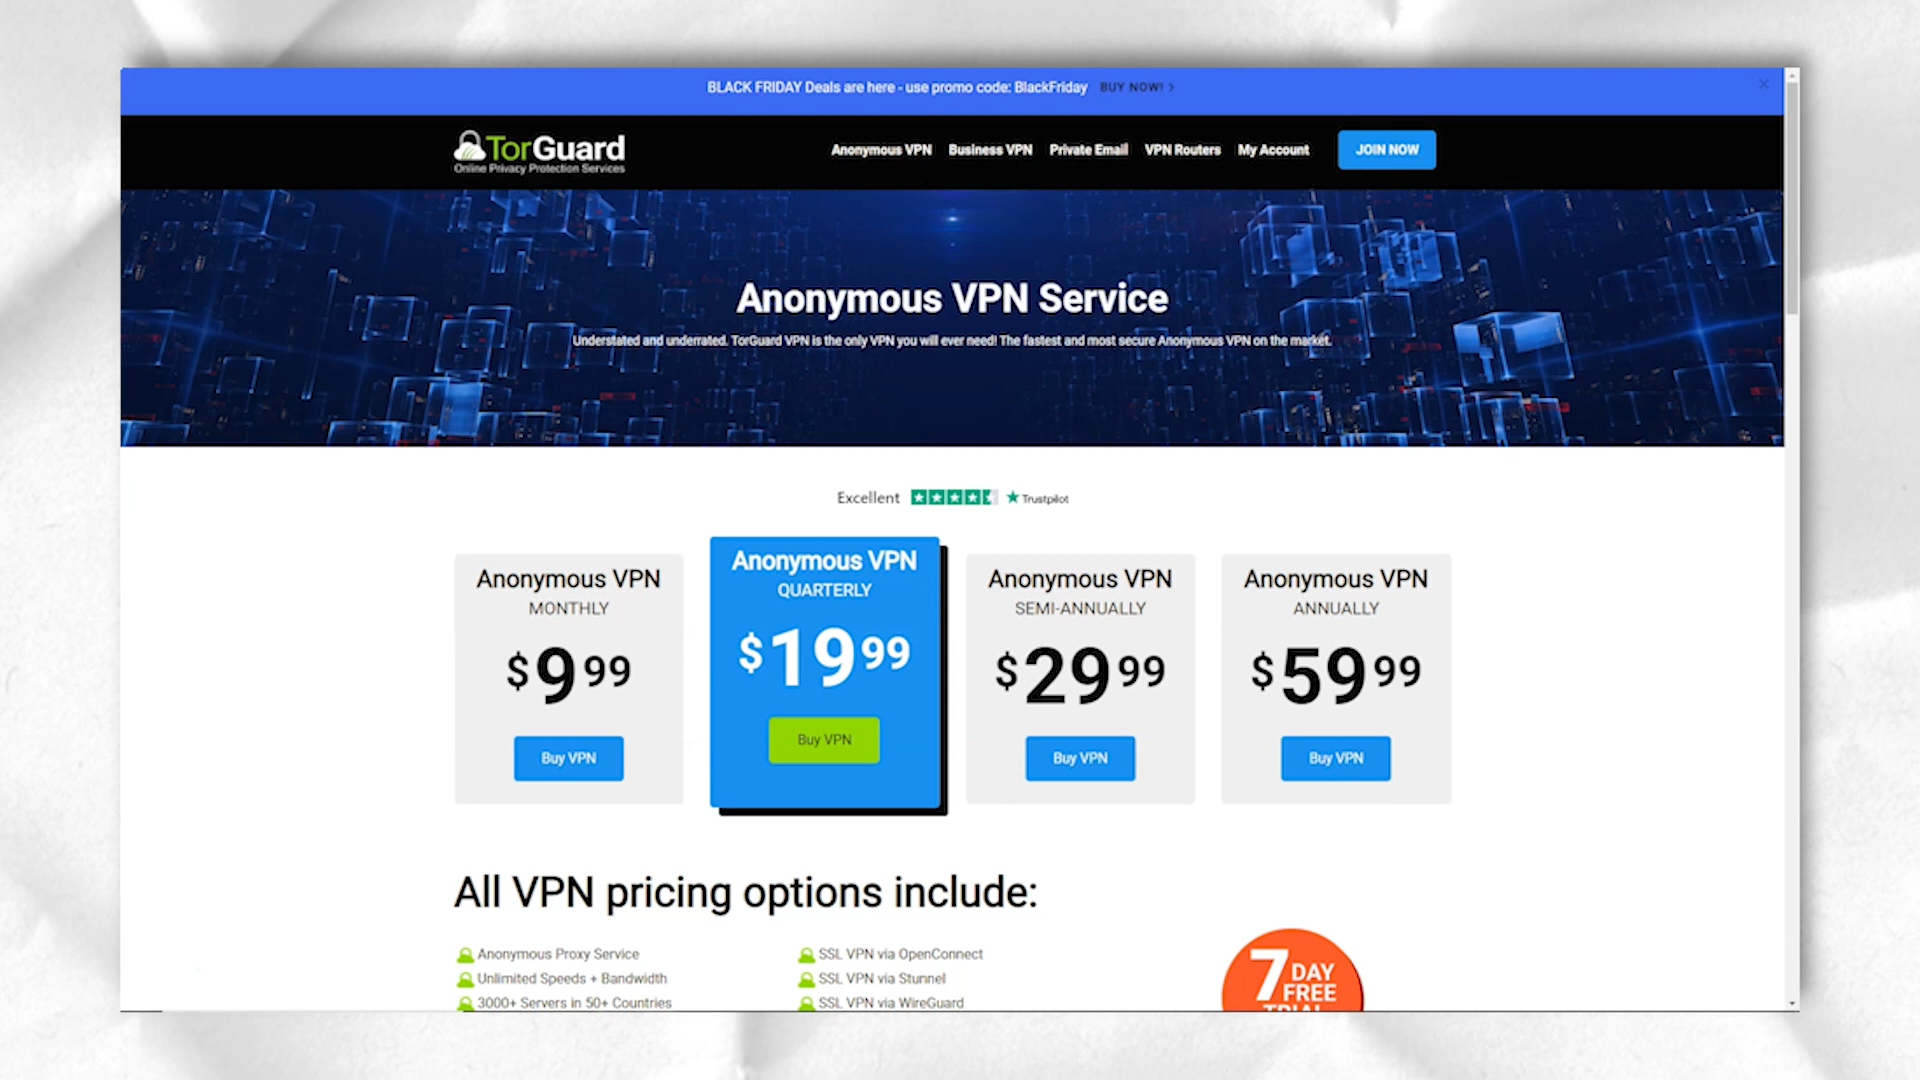 BLACK FRIDAY Deals are here - use promo code: BlackFriday BUY NOW!
TorGuard
Online Privacy Protection Services
Anonymous VPN Business VPN Private Email VPN Routers My Account JOIN NOW
Anonymous VPN Service
Understated and underrated. TorGuard VPN is the only VPN you will ever need! The fastest and most secure Anonymous VPN on the market.
Excellent Trustpilot
Anonymous VPN
MONTHLY
$9 99
Buy VPN
Anonymous VPN
QUARTERLY
$19 99
Buy VPN
Anonymous VPN
SEMI-ANNUALLY
$29 99
Buy VPN
Anonymous VPN
ANNUALLY
$59 99
Buy VPN
All VPN pricing options include:
Anonymous Proxy Service
Unlimited Speeds + Bandwidth
3000+ Servers in 50+ Countries
SSL VPN via OpenConnect
SSL VPN via Stunnel
SSL VPN via WireGuard
7 DAY
FREE
TRIAL